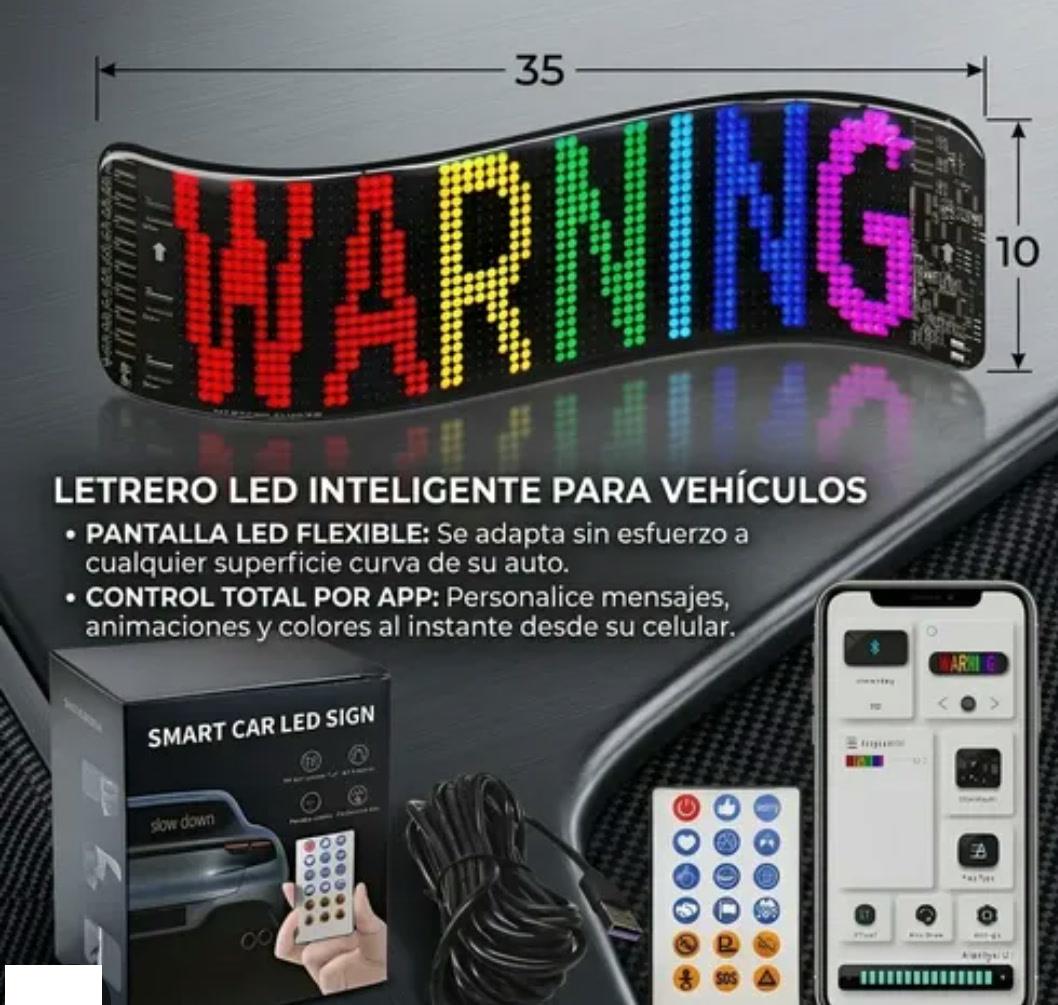 35
WARNING
10
LETRERO LED INTELIGENTE PARA VEHÍCULOS
• PANTALLA LED FLEXIBLE: Se adapta sin esfuerzo a
cualquier superficie curva de su auto.
• CONTROL TOTAL POR APP: Personalice mensajes,
animaciones y colores al instante desde su celular.
SMART CAR LED SIGN
slow down
WARNING
SOS